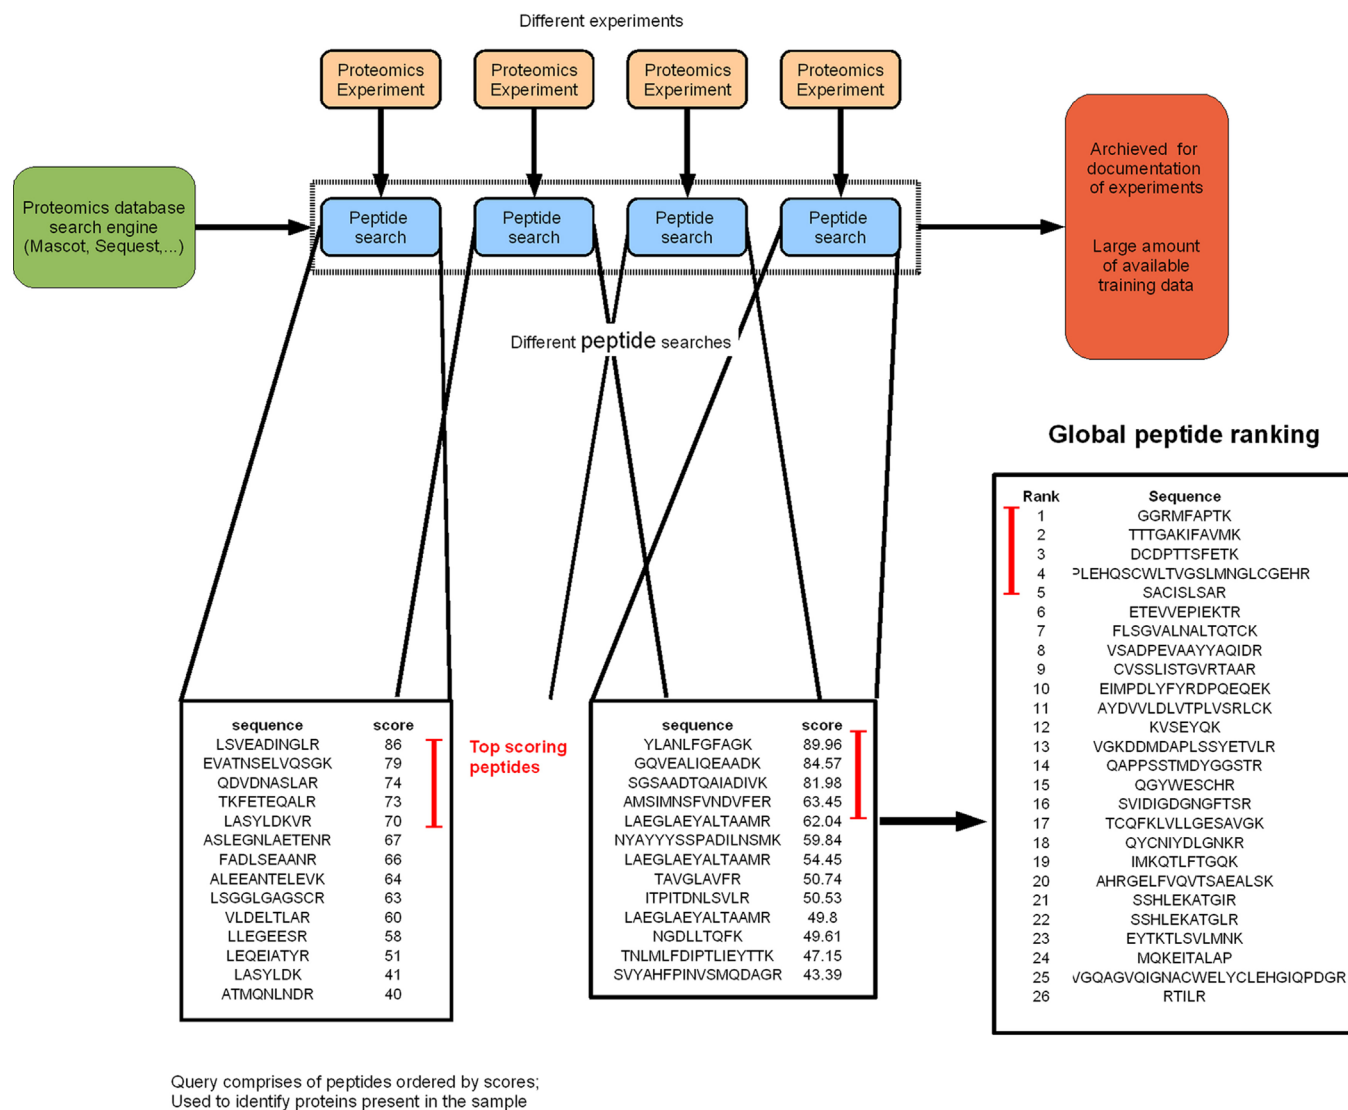 Different experiments
Proteomics
Experiment
Proteomics
Experiment
Proteomics
Experiment
Proteomics
Experiment
Proteomics database
search engine
(Mascot, Sequest,...)
Peptide
search
Peptide
search
Peptide
search
Peptide
search
Archieved for
documentation
of experiments
Large amount
of available
training data
Different peptide searches
sequence score
LSVEADINGLR 86
EVATNSELVQSGK 79
QDVDNASLAR 74
TKFETEQALR 73
LASYLDKVR 70
ASLEGNLAETENR 67
FADLSEAANR 66
ALEEANTELEVK 64
LSGGLGAGSCR 63
VLDELTLAR 60
LLEGEESR 58
LEQEIATYR 51
LASYLDK 41
ATMQNLNDR 40
Top scoring
peptides
sequence score
YLANLFGFAGK 89.96
GQVEALIQEAADK 84.57
SGSAADTQAIADIVK 81.98
AMSIMNSFVNDVFER 63.45
LAEGLAEYALTAAMR 62.04
NYAYYYSSPADILNSMK 59.84
LAEGLAEYALTAAMR 54.45
TAVGLAVFR 50.74
ITPITDNLSVLR 50.53
LAEGLAEYALTAAMR 49.8
NGDLLTQFK 49.61
TNLMLFDIPTLIEYTTK 47.15
SVYAHFPINVSMQDAGR 43.39
Global peptide ranking
Rank Sequence
1 GGRMFAPTK
2 TTTGAKIFAVMK
3 DCDPTTSFETK
4 PLEHQSCWLTVGSLMNGLCGEHR
5 SACISLSAR
6 ETEVVEPIEKTR
7 FLSGVALNALTQTCK
8 VSADPEVAAYYAQIDR
9 CVSSLISTGVRTAAR
10 EIMPDLYFYRDPQEQEK
11 AYDVVLDLVTPLVSRLCK
12 KVSEYQK
13 VGKDDMDAPLSSYETVLR
14 QAPPSSTMDYGGSTR
15 QGYWESCHR
16 SVIDIGDGNGFTSR
17 TCQFKLVLLGESAVGK
18 QYCNIYDLGNKR
19 IMKQTLFTGQK
20 AHRGELFVQVTSAEALSK
21 SSHLEKATGIR
22 SSHLEKATGLR
23 EYTKTLSVLMNK
24 MQKEITALAP
25 VGQAGVQIGNACWELYCLEHGIQPDGR
26 RTILR
Query comprises of peptides ordered by scores;
Used to identify proteins present in the sample